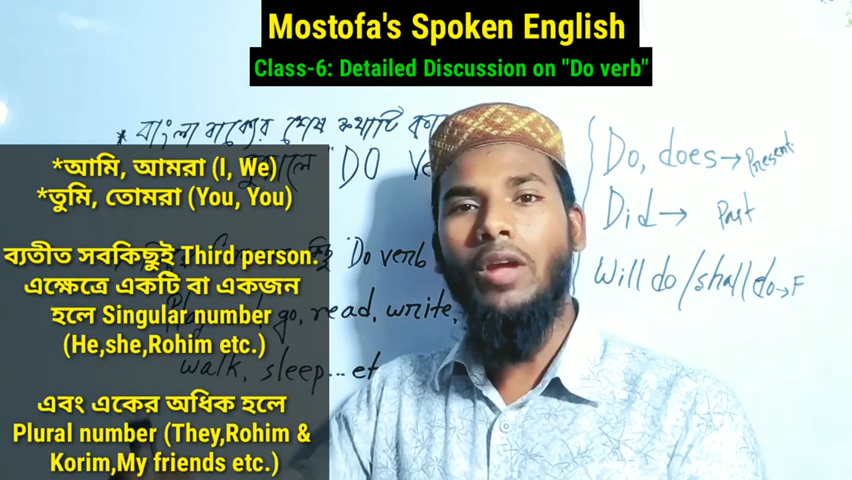 Mostofa's Spoken English
Class-6: Detailed Discussion on "Do verb"
* বাংলা বাক্যের শেষ কথাটি
"DO
*আমি, আমরা (I, We)
*তুমি, তোমরা (You, You)
ব্যতীত সবকিছুই Third person.
এক্ষেত্রে একটি বা একজন
হলে Singular number
(He,she,Rohim etc.)
এবং একের অধিক হলে
Plural number (They,Rohim &
Korim,My friends etc.)
Do verb
go, read, write,
walk, sleep...et
Do, does→Present
Did→ Past
Will do/shall do→F